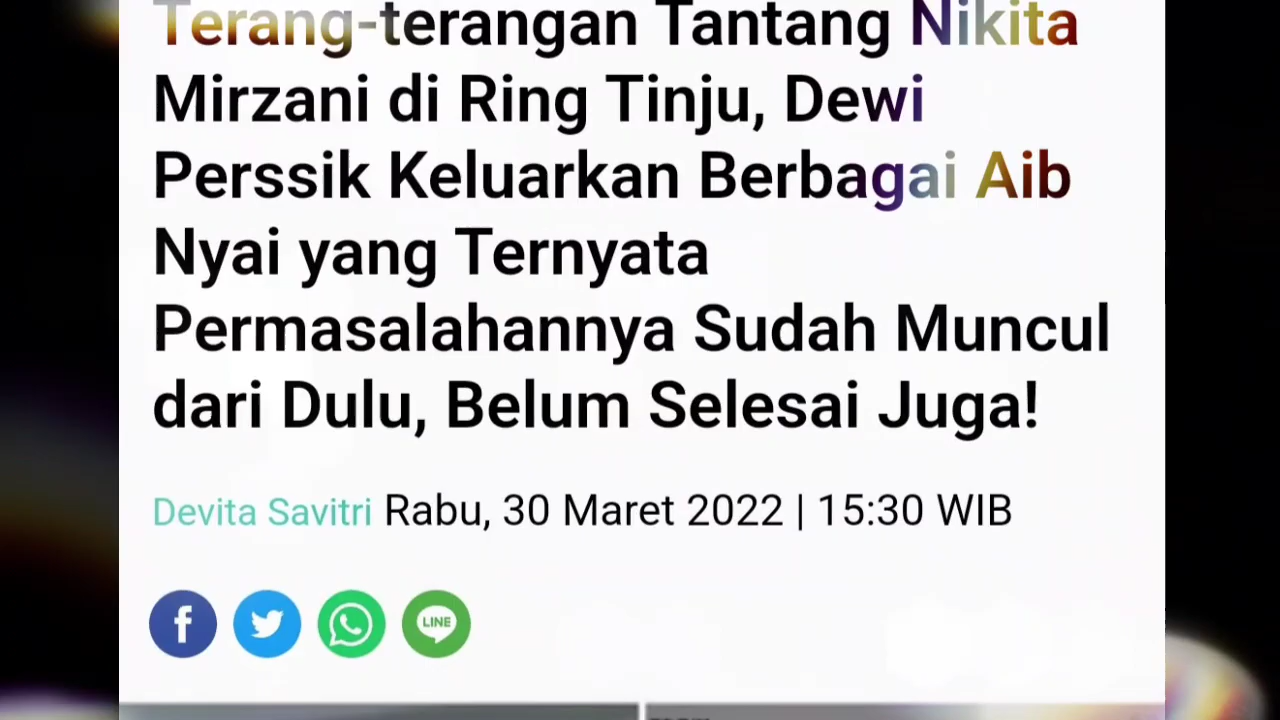 Terang-terangan Tantang Nikita
Mirzani di Ring Tinju, Dewi
Perssik Keluarkan Berbagai Aib
Nyai yang Ternyata
Permasalahannya Sudah Muncul
dari Dulu, Belum Selesai Juga!
Devita Savitri Rabu, 30 Maret 2022 | 15:30 WIB
LINE